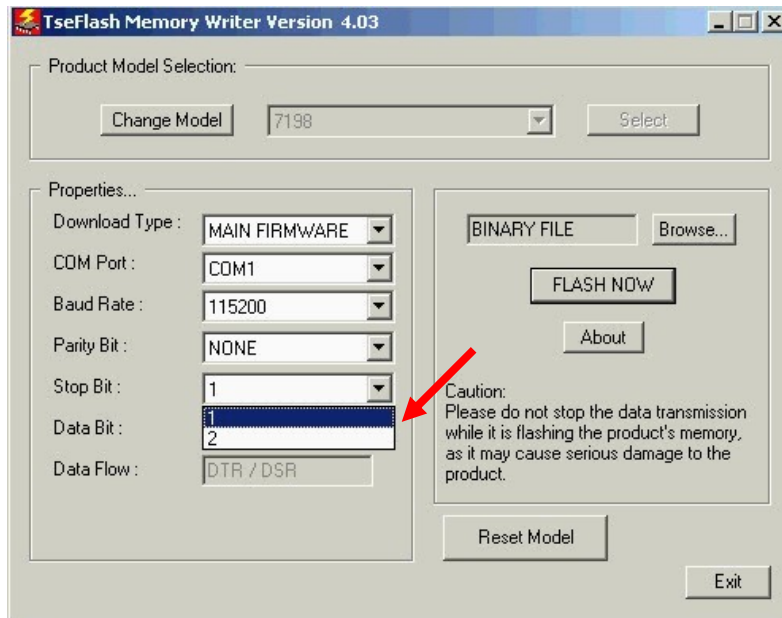 TseFlash Memory Writer Version 4.03
Product Model Selection:
Change Model
7198
Select
Properties...
Download Type :
MAIN FIRMWARE
COM Port :
COM1
Baud Rate :
115200
Parity Bit :
NONE
Stop Bit :
1
1
2
Data Bit :
Data Flow :
DTR / DSR
BINARY FILE
Browse...
FLASH NOW
About
Caution:
Please do not stop the data transmission
while it is flashing the product's memory,
as it may cause serious damage to the
product.
Reset Model
Exit